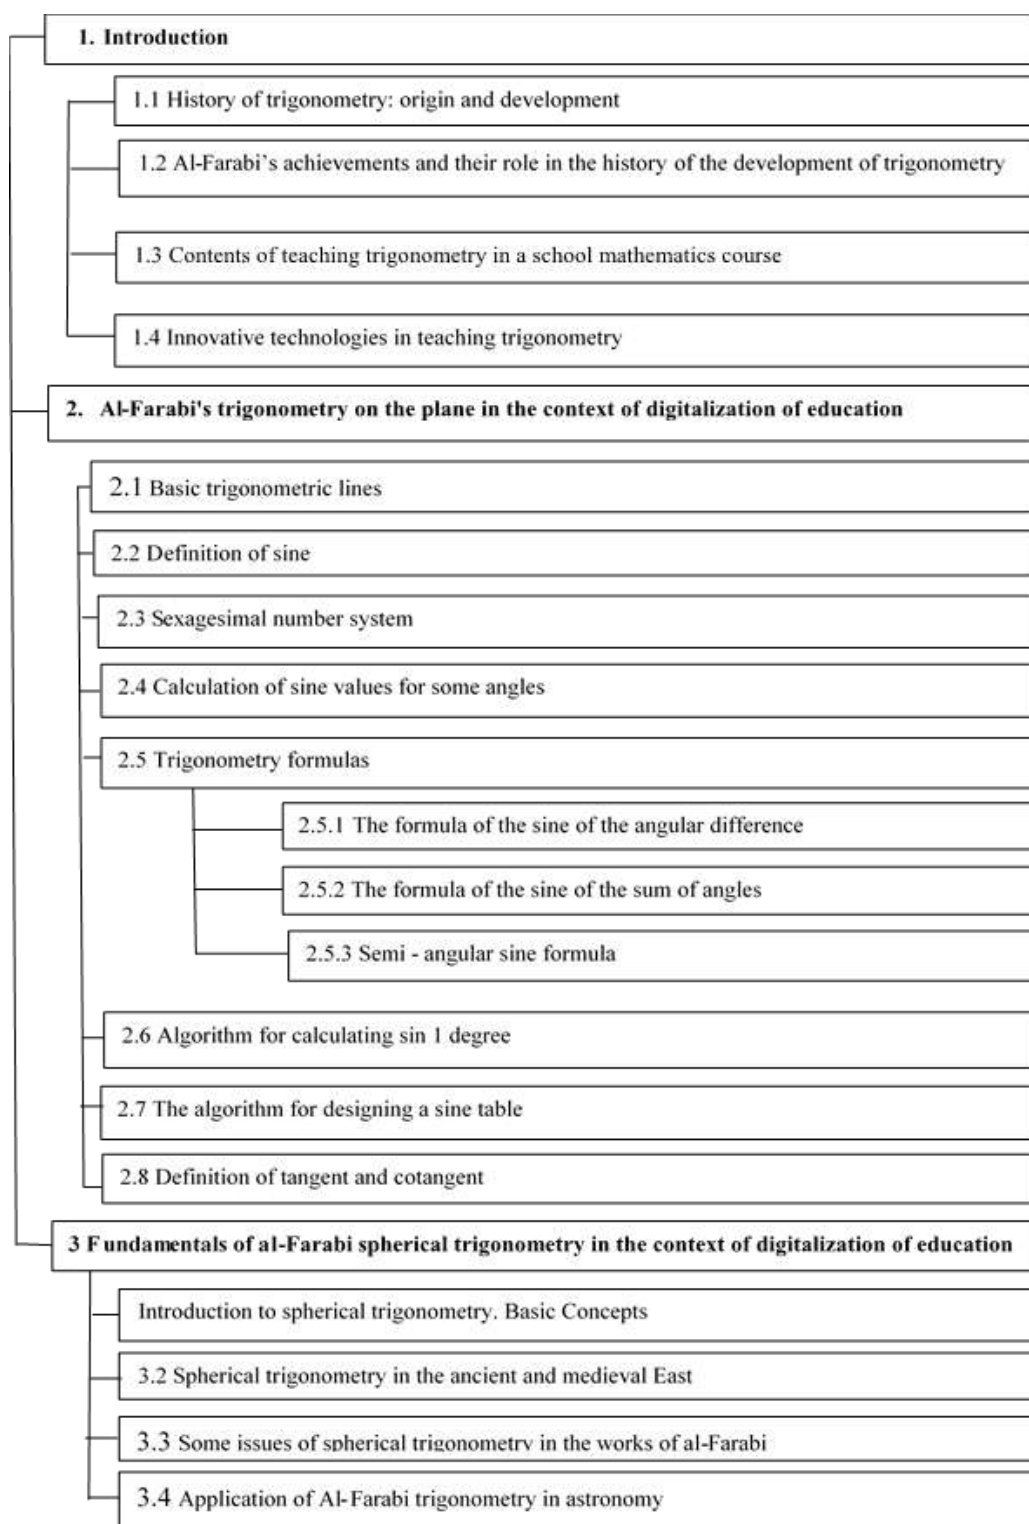 1. Introduction
1.1 History of trigonometry: origin and development
1.2 Al-Farabi's achievements and their role in the history of the development of trigonometry
1.3 Contents of teaching trigonometry in a school mathematics course
1.4 Innovative technologies in teaching trigonometry
2. Al-Farabi's trigonometry on the plane in the context of digitalization of education
2.1 Basic trigonometric lines
2.2 Definition of sine
2.3 Sexagesimal number system
2.4 Calculation of sine values for some angles
2.5 Trigonometry formulas
2.5.1 The formula of the sine of the angular difference
2.5.2 The formula of the sine of the sum of angles
2.5.3 Semi - angular sine formula
2.6 Algorithm for calculating sin 1 degree
2.7 The algorithm for designing a sine table
2.8 Definition of tangent and cotangent
3 Fundamentals of al-Farabi spherical trigonometry in the context of digitalization of education
Introduction to spherical trigonometry. Basic Concepts
3.2 Spherical trigonometry in the ancient and medieval East
3.3 Some issues of spherical trigonometry in the works of al-Farabi
3.4 Application of Al-Farabi trigonometry in astronomy